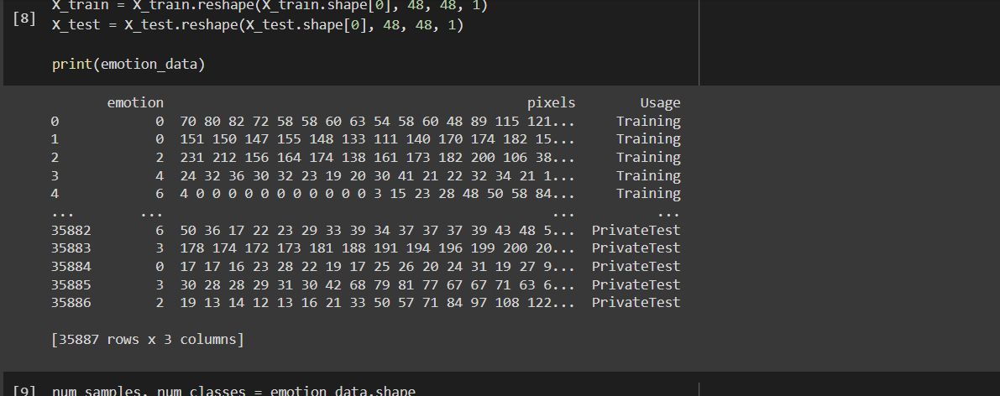 X_train = X_train.reshape(X_train.shape[0], 48, 48, 1)
[8] X_test = X_test.reshape(X_test.shape[0], 48, 48, 1)
print(emotion_data)
emotion pixels Usage
0 0 70 80 82 72 58 58 60 63 54 58 60 48 89 115 121... Training
1 0 151 150 147 155 148 133 111 140 170 174 182 15... Training
2 2 231 212 156 164 174 138 161 173 182 200 106 38... Training
3 4 24 32 36 30 32 23 19 20 30 41 21 22 32 34 21 1... Training
4 6 4 0 0 0 0 0 0 0 0 0 0 0 3 15 23 28 48 50 58 84... Training
... ... ... ...
35882 6 50 36 17 22 23 29 33 39 34 37 37 37 39 43 48 5... PrivateTest
35883 3 178 174 172 173 181 188 191 194 196 199 200 20... PrivateTest
35884 0 17 17 16 23 28 22 19 17 25 26 20 24 31 19 27 9... PrivateTest
35885 3 30 28 28 29 31 30 42 68 79 81 77 67 67 71 63 6... PrivateTest
35886 2 19 13 14 12 13 16 21 33 50 57 71 84 97 108 122... PrivateTest
[35887 rows x 3 columns]
[9] num_samples, num_classes = emotion_data.shape